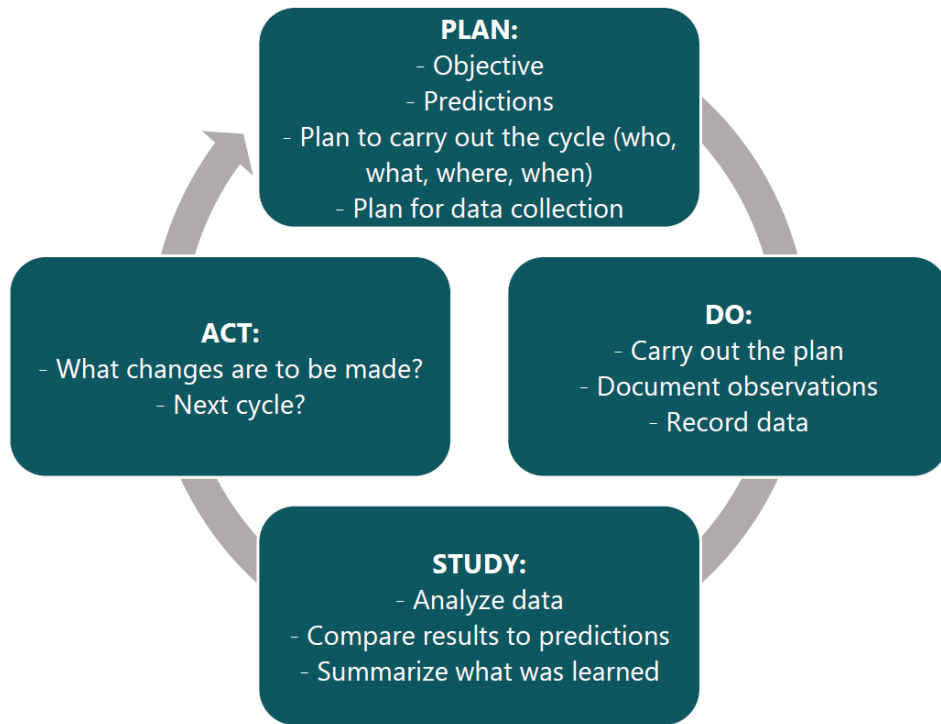 PLAN:
- Objective
- Predictions
- Plan to carry out the cycle (who,
what, where, when)
- Plan for data collection
DO:
- Carry out the plan
- Document observations
- Record data
STUDY:
- Analyze data
- Compare results to predictions
- Summarize what was learned
ACT:
- What changes are to be made?
- Next cycle?